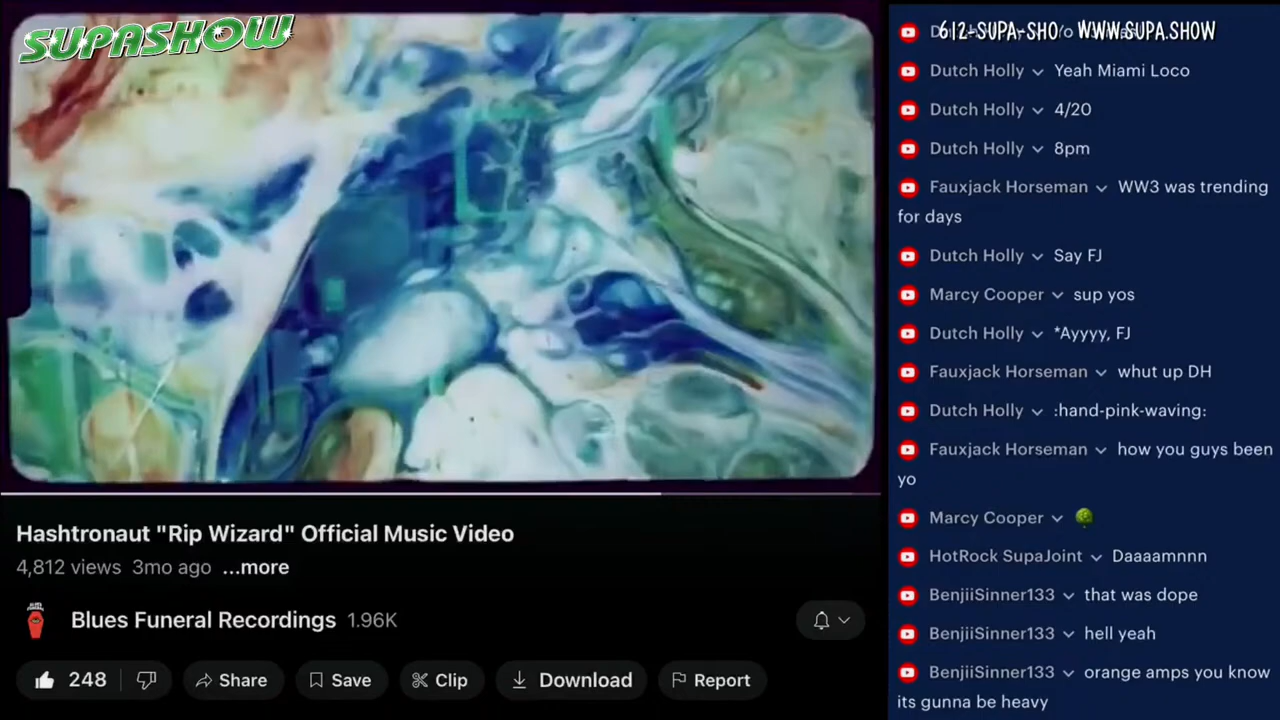 SUPASHOW
Hashtronaut "Rip Wizard" Official Music Video
4,812 views 3mo ago ...more
Blues Funeral Recordings 1.96K
248 Share Save Clip Download Report
612-SUPA-SHO WWW.SUPA.SHOW
Dutch Holly Yeah Miami Loco
Dutch Holly 4/20
Dutch Holly 8pm
Fauxjack Horseman WW3 was trending
for days
Dutch Holly Say FJ
Marcy Cooper sup yos
Dutch Holly *Ayyyy, FJ
Fauxjack Horseman whut up DH
Dutch Holly :hand-pink-waving:
Fauxjack Horseman how you guys been
yo
Marcy Cooper
HotRock SupaJoint Daaaamnnn
BenjiiSinner133 that was dope
BenjiiSinner133 hell yeah
BenjiiSinner133 orange amps you know
its gunna be heavy